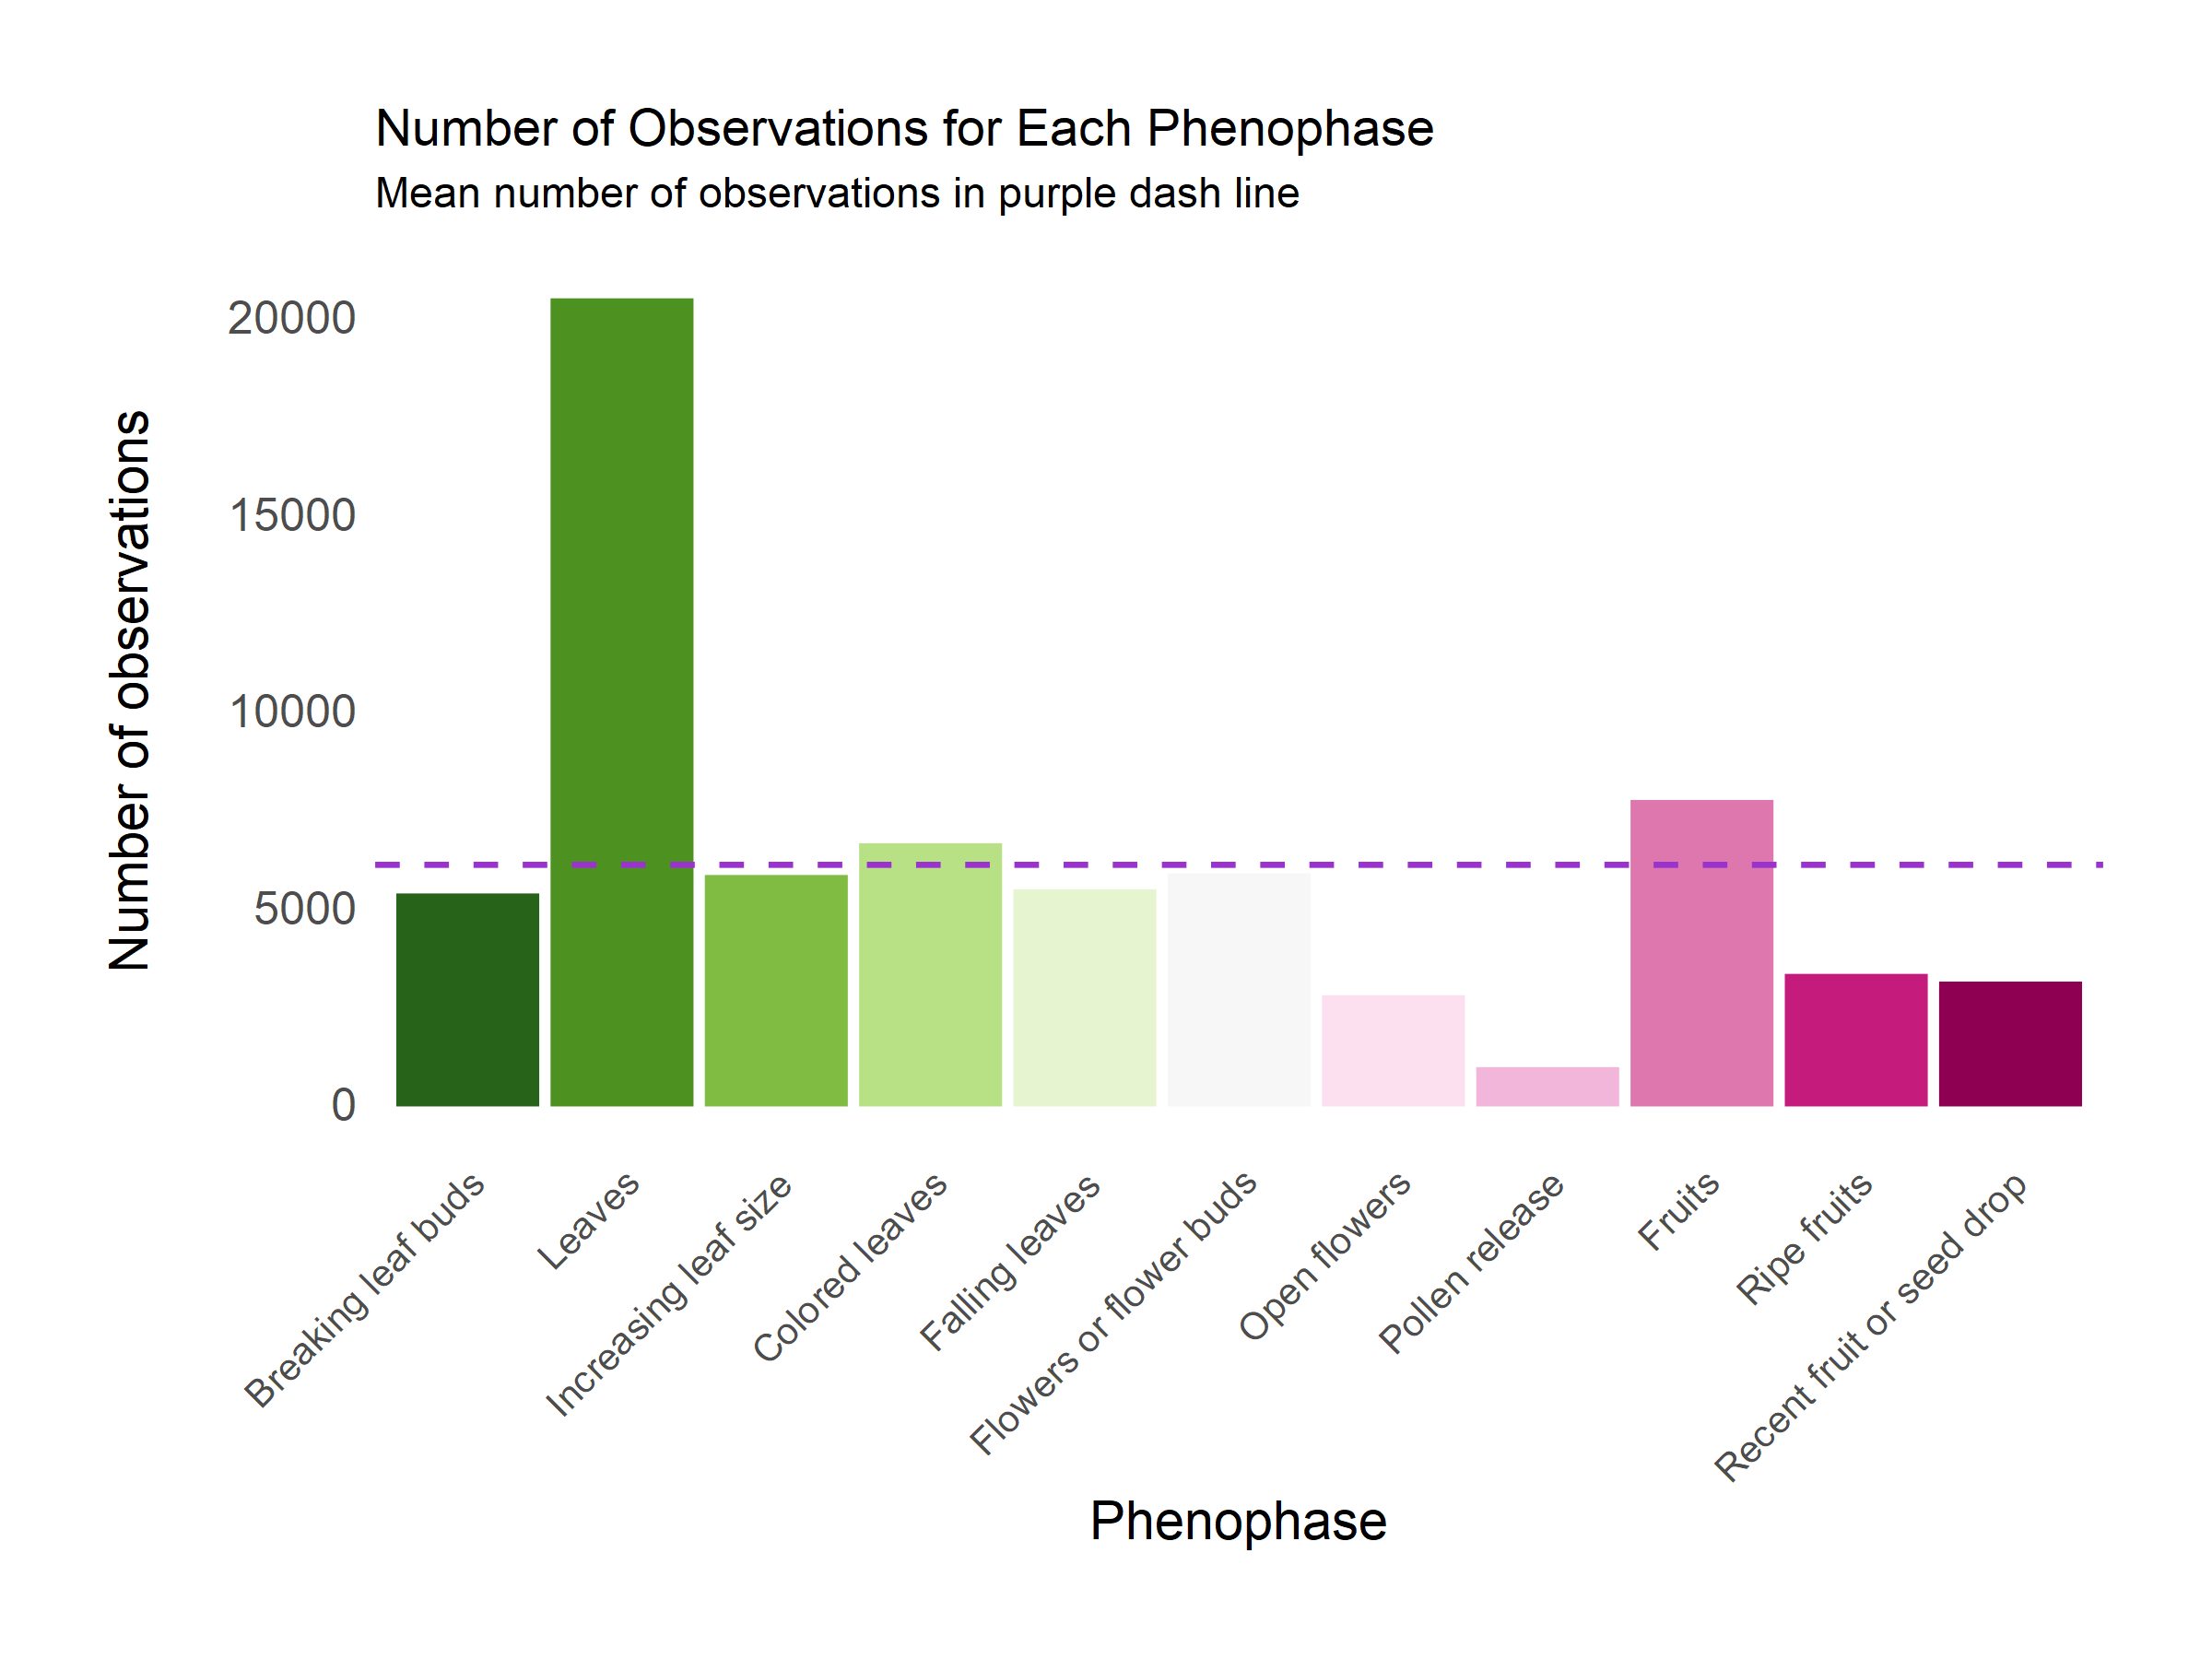 Number of Observations for Each Phenophase
Mean number of observations in purple dash line
Number of observations
20000
15000
10000
5000
0
Breaking leaf buds
Leaves
Increasing leaf size
Colored leaves
Falling leaves
Flowers or flower buds
Open flowers
Pollen release
Fruits
Ripe fruits
Recent fruit or seed drop
Phenophase